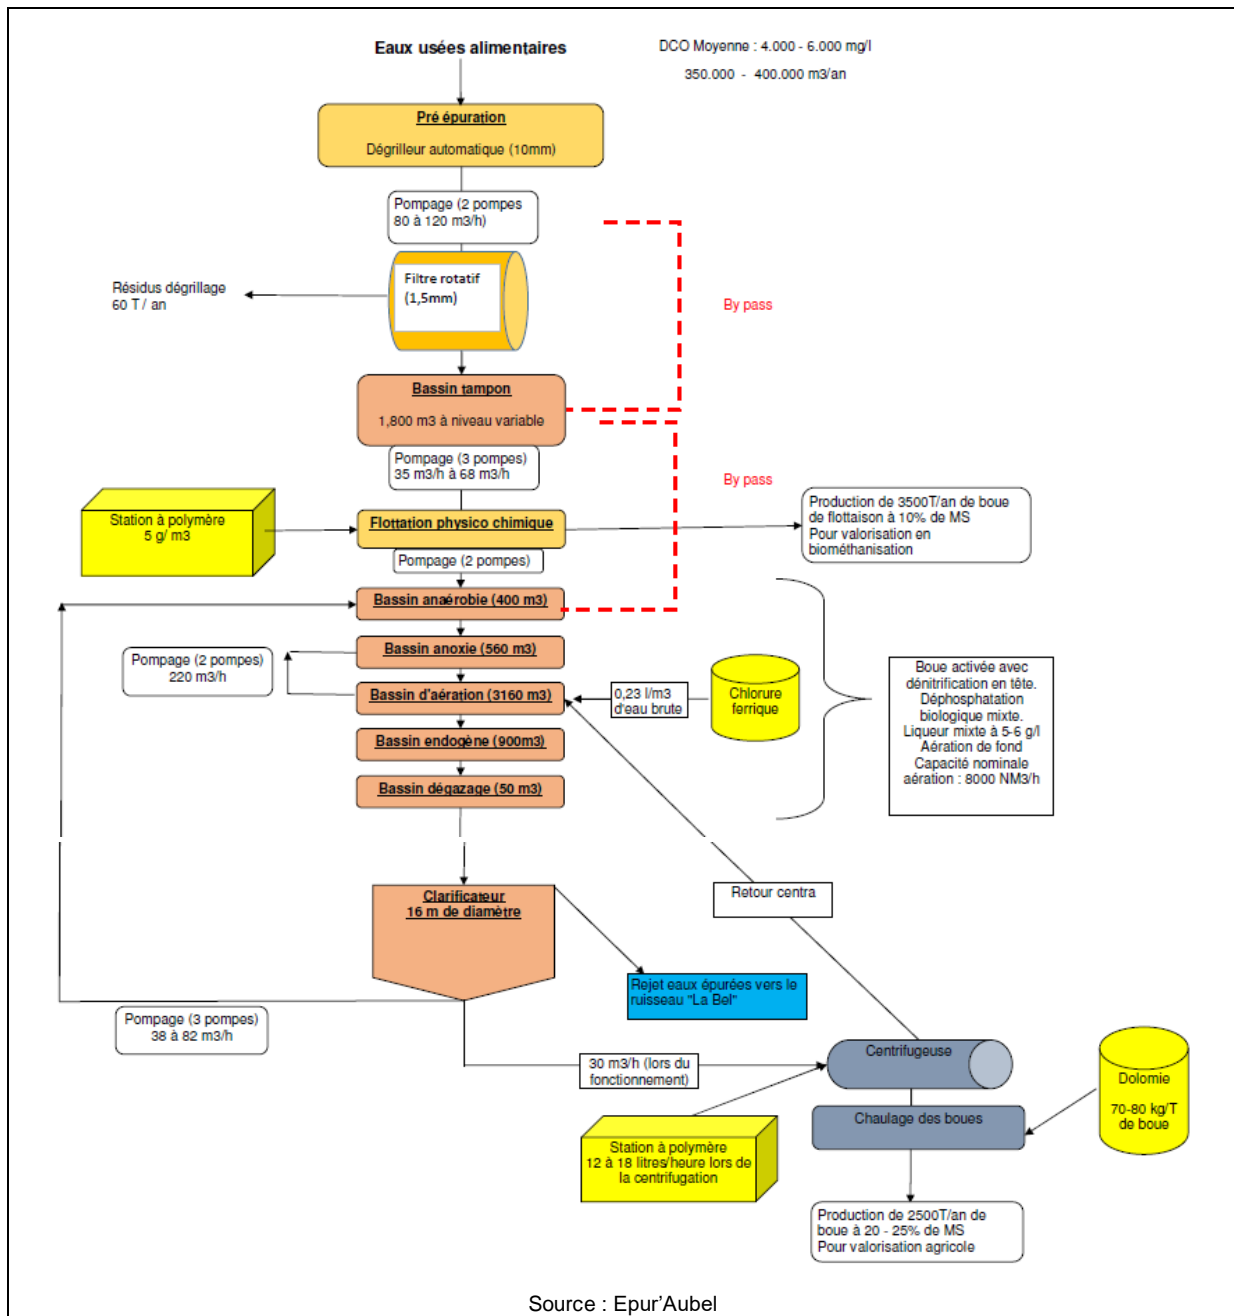 Eaux usées alimentaires
DCO Moyenne : 4.000 - 6.000 mg/l
350.000 - 400.000 m3/an
Pré épuration
Dégrilleur automatique (10mm)
Pompage (2 pompes
80 à 120 m3/h)
Filtre rotatif
(1,5mm)
Résidus dégrillage
60 T / an
By pass
Bassin tampon
1,800 m3 à niveau variable
Pompage (3 pompes)
35 m3/h à 68 m3/h
By pass
Station à polymère
5 g/ m3
Flottation physico chimique
Production de 3500T/an de boue
de flottaison à 10% de MS
Pour valorisation en
biométhanisation
Pompage (2 pompes)
Bassin anaérobie (400 m3)
Bassin anoxie (560 m3)
Pompage (2 pompes)
220 m3/h
Bassin d'aération (3160 m3)
0,23 l/m3
d'eau brute
Chlorure
ferrique
Boue activée avec
dénitrification en tête.
Déphosphatation
biologique mixte.
Liqueur mixte à 5-6 g/l
Aération de fond
Capacité nominale
aération : 8000 NM3/h
Bassin endogène (900m3)
Bassin dégazage (50 m3)
Clarificateur
16 m de diamètre
Retour centra
Rejet eaux épurées vers le
ruisseau "La Bel"
Pompage (3 pompes)
38 à 82 m3/h
30 m3/h (lors du
fonctionnement)
Centrifugeuse
Chaulage des boues
Dolomie
70-80 kg/T
de boue
Station à polymère
12 à 18 litres/heure lors de
la centrifugation
Production de 2500T/an de
boue à 20 - 25% de MS
Pour valorisation agricole
Source : Epur'Aubel